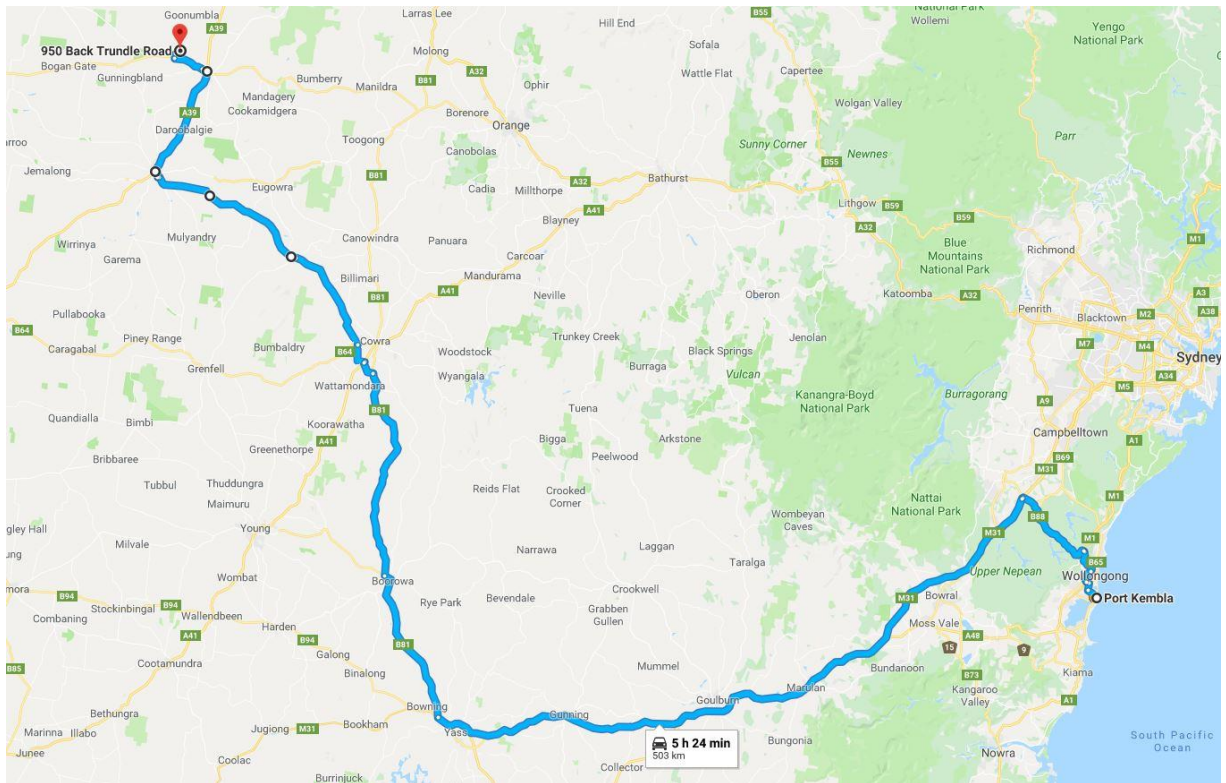 Goonumbla
A39
Larras Lee
B55
National Park
Wollemi
Hill End
Yengo
National Park
950 Back Trundle Road
Bogan Gate
Gunningbland
Molong
A32
Sofala
Capertee
Wattle Flat
Bumberry
Manildra
B81
Mandagery
Cookamidgera
Ophir
Borenore
Wolgan Valley
A39
Daroobalgie
Orange
Parr
Toogong
Canobolas
Sunny Corner
Newnes
B55
Jemalong
Eugowra
B81
Cadia
Millthorpe
A32
Bathurst
A41
Lithgow
B59
B59
Blayney
A32
M1
Wirrinya
Mulyandry
Canowindra
Panuara
Blue
Mountains
National Park
Richmond
Garema
Carcoar
Billimari
Mandurama
A41
Katoomba
A32
Penrith
A3
Pullabooka
B81
Neville
Oberon
Blacktown
M2
A38
B64
Piney Range
Caragabal
Bumbaldry
Cowra
B64
Trunkey Creek
Jenolan
M7
M4
Grenfell
Woodstock
Black Springs
Sydney
Wattamondara
Wyangala
Burraga
Vulcan
A34
M5
Kanangra-Boyd
National Park
Burragorang
A9
Quandialla
Bimbi
B81
Koorawatha
Tuena
Campbelltown
A1
Greenethorpe
A41
Bigga
Arkstone
B69
Bribbaree
Peelwood
M31
Tubbul
Thuddungra
Reids Flat
Crooked
Corner
Nattai
National Park
M1
Maimuru
Wombeyan
Caves
Young
M31
B88
Milvale
Narrawa
Laggan
M1
Taralga
Upper Nepean
B65
Wollongong
Wombat
Boorowa
Crookwell
B94
Stockinbingal
B94
Rye Park
Bevendale
M31
Bowral
Port Kembla
Combaning
Wallendbeen
Grabben
Gullen
A41
Harden
B94
B81
Moss Vale
A48
Galong
15
9
Cootamundra
Binalong
Mummel
Bundanoon
B73
Kiama
B85
Goulburn
Marulan
Kangaroo
Valley
A1
Bethungra
Bowning
Gunning
Marinna
Illabo
Jugiong
M31
Bookham
Yass
5 h 24 min
503 km
Bungonia
South Pacific
Ocean
Junee
Coolac
Collector
Nowra
Burrinjuck